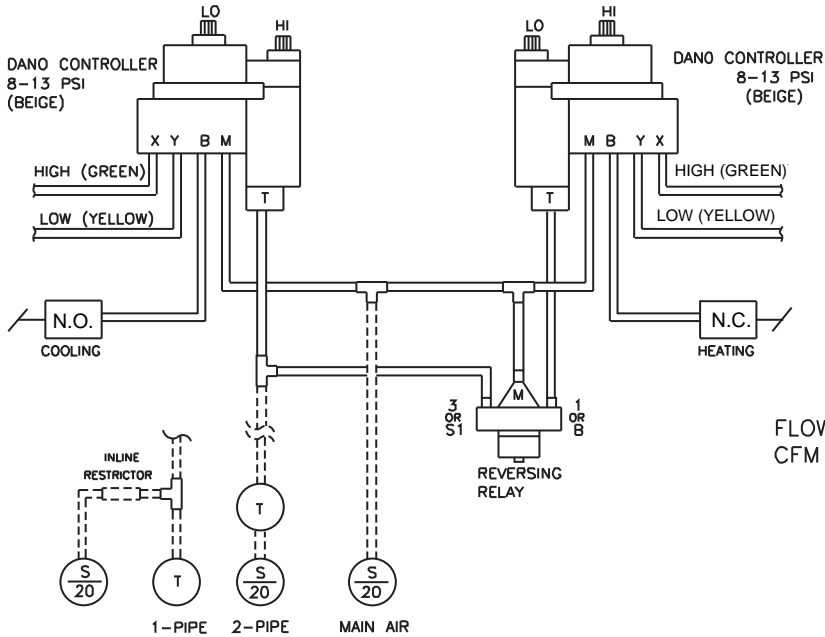 LO
HI
LO
HI
DANO CONTROLLER
8-13 PSI
(BEIGE)
DANO CONTROLLER
8-13 PSI
(BEIGE)
X Y B M
M B Y X
HIGH (GREEN)
T
T
HIGH (GREEN)
LOW (YELLOW)
LOW (YELLOW)
N.O.
COOLING
N.C.
HEATING
M
3
OR
S1
1
OR
B
REVERSING
RELAY
FLOW
CFM
INLINE
RESTRICTOR
T
S
20
T
S
20
S
20
1-PIPE
2-PIPE
MAIN AIR